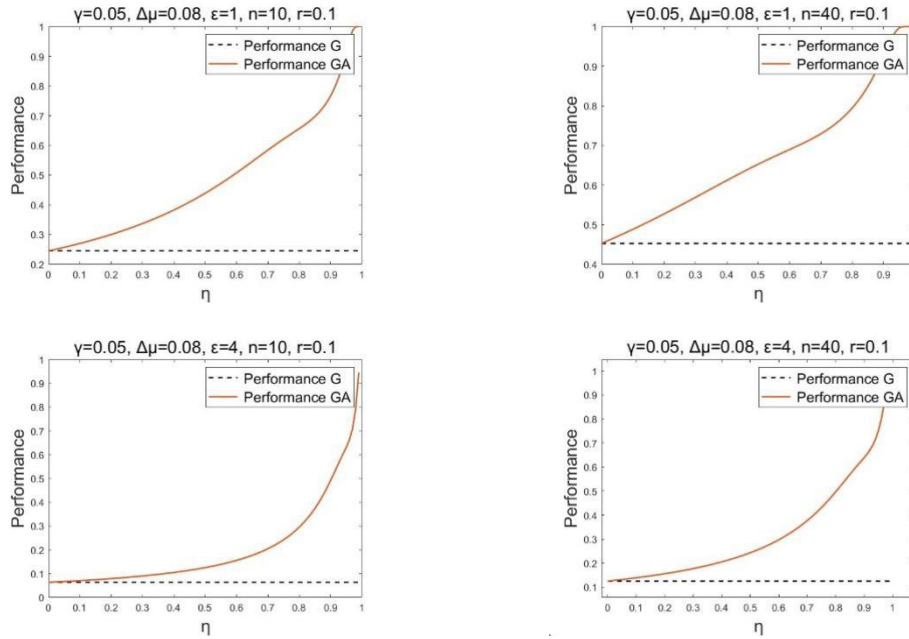 γ=0.05, Δμ=0.08, ε=1, n=10, r=0.1
Performance G
Performance GA
Performance
1
0.9
0.8
0.7
0.6
0.5
0.4
0.3
0.2
0 0.1 0.2 0.3 0.4 0.5 0.6 0.7 0.8 0.9 1
η
γ=0.05, Δμ=0.08, ε=1, n=40, r=0.1
Performance G
Performance GA
Performance
1
0.9
0.8
0.7
0.6
0.5
0.4
0 0.1 0.2 0.3 0.4 0.5 0.6 0.7 0.8 0.9
η
γ=0.05, Δμ=0.08, ε=4, n=10, r=0.1
Performance G
Performance GA
Performance
1
0.9
0.8
0.7
0.6
0.5
0.4
0.3
0.2
0.1
0
0 0.1 0.2 0.3 0.4 0.5 0.6 0.7 0.8 0.9 1
η
γ=0.05, Δμ=0.08, ε=4, n=40, r=0.1
Performance G
Performance GA
Performance
1
0.9
0.8
0.7
0.6
0.5
0.4
0.3
0.2
0.1
0 0.1 0.2 0.3 0.4 0.5 0.6 0.7 0.8 0.9 1
η